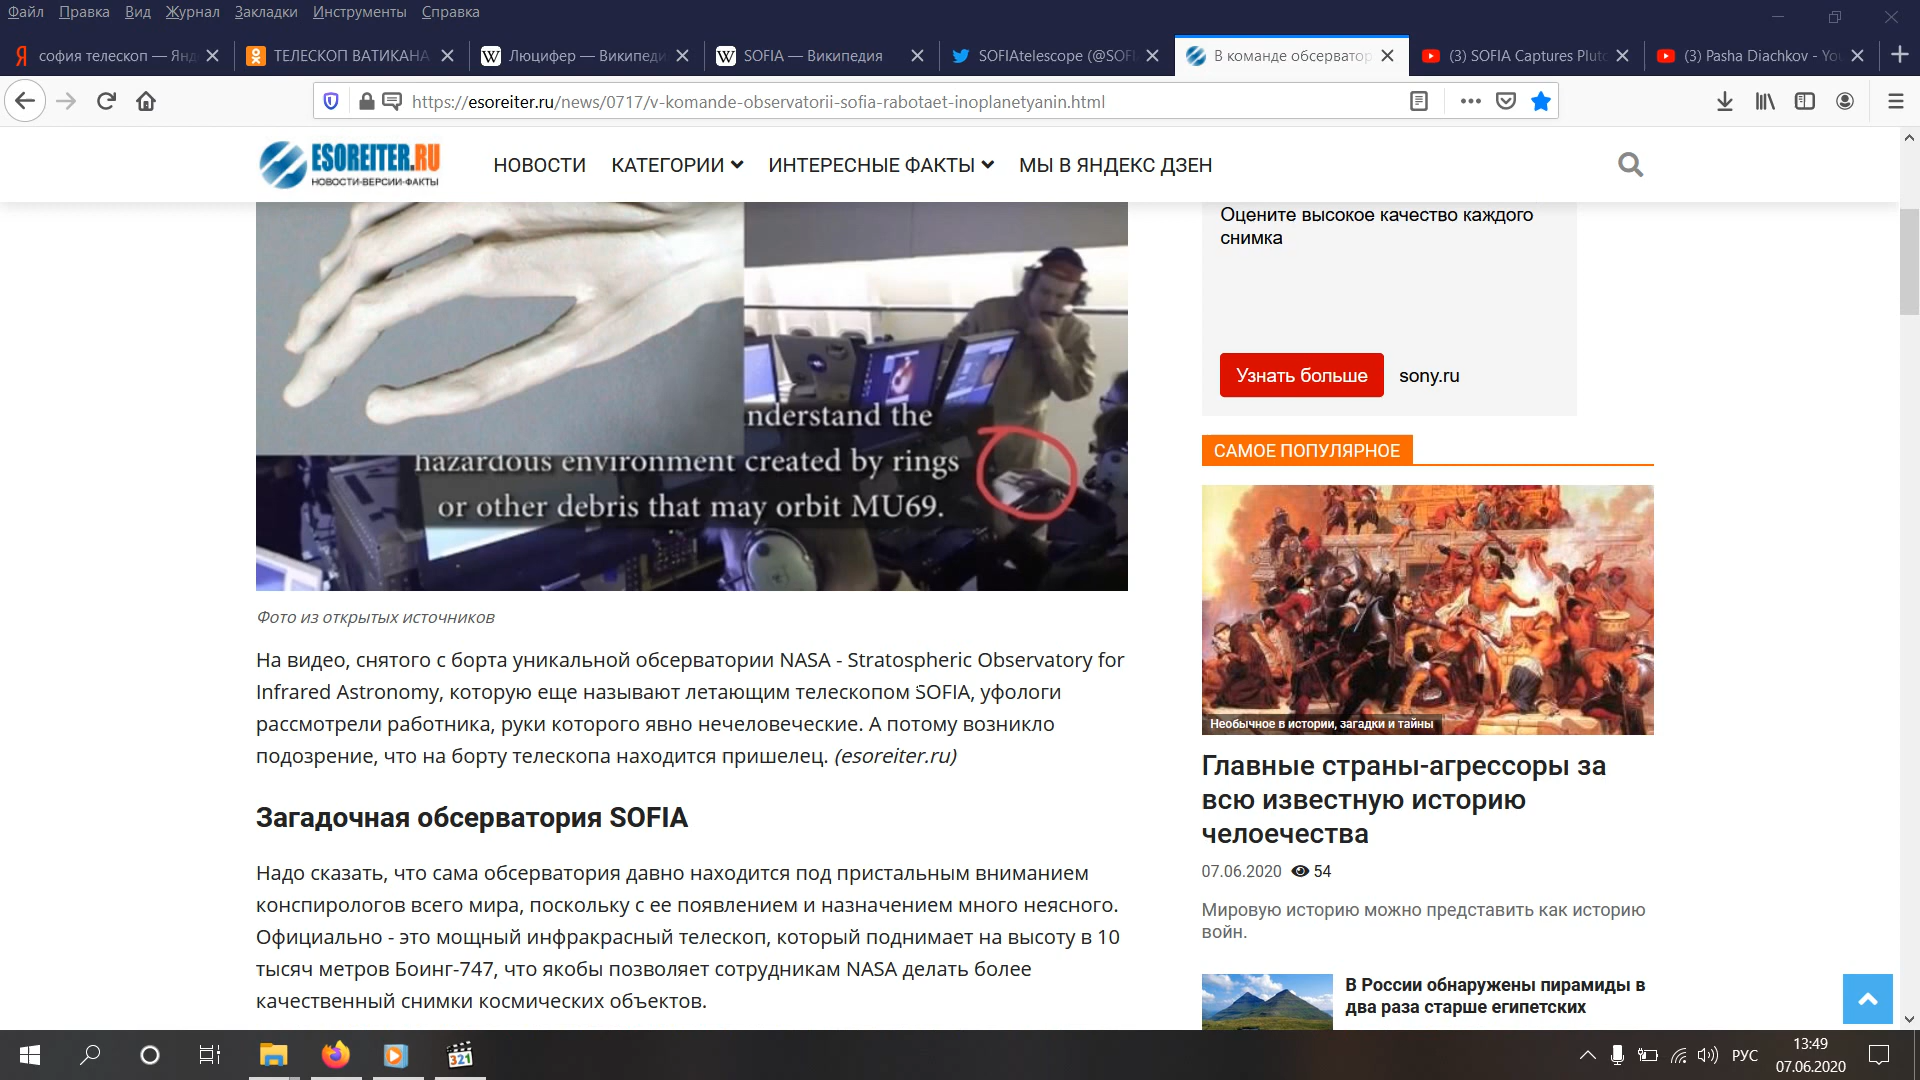 Файл Правка Вид Журнал Закладки Инструменты Справка
софия телескоп — Янд
ТЕЛЕСКОП ВАТИКАНА
Люцифер — Википеди
SOFIA — Википедия
SOFIAtelescope (@SOFI
В команде обсерватор
(3) SOFIA Captures Pluto
(3) Pasha Diachkov - You
https://esoreiter.ru/news/0717/v-komande-observatorii-sofia-rabotaet-inoplanetyanin.html
ESOREITER.RU
НОВОСТИ-ВЕРСИИ-ФАКТЫ
НОВОСТИ КАТЕГОРИИ ИНТЕРЕСНЫЕ ФАКТЫ МЫ В ЯНДЕКС ДЗЕН
nderstand the
hazardous environment created by rings
or other debris that may orbit MU69.
Фото из открытых источников
На видео, снятого с борта уникальной обсерватории NASA - Stratospheric Observatory for
Infrared Astronomy, которую еще называют летающим телескопом SOFIA, уфологи
рассмотрели работника, руки которого явно нечеловеческие. А потому возникло
подозрение, что на борту телескопа находится пришелец. (esoreiter.ru)
Загадочная обсерватория SOFIA
Надо сказать, что сама обсерватория давно находится под пристальным вниманием
конспирологов всего мира, поскольку с ее появлением и назначением много неясного.
Официально - это мощный инфракрасный телескоп, который поднимает на высоту в 10
тысяч метров Боинг-747, что якобы позволяет сотрудникам NASA делать более
качественный снимки космических объектов.
Оцените высокое качество каждого
снимка
Узнать больше sony.ru
САМОЕ ПОПУЛЯРНОЕ
Необычное в истории, загадки и тайны
Главные страны-агрессоры за
всю известную историю
челоечества
07.06.2020 54
Мировую историю можно представить как историю
войн.
В России обнаружены пирамиды в
два раза старше египетских
321
РУС
13:49
07.06.2020